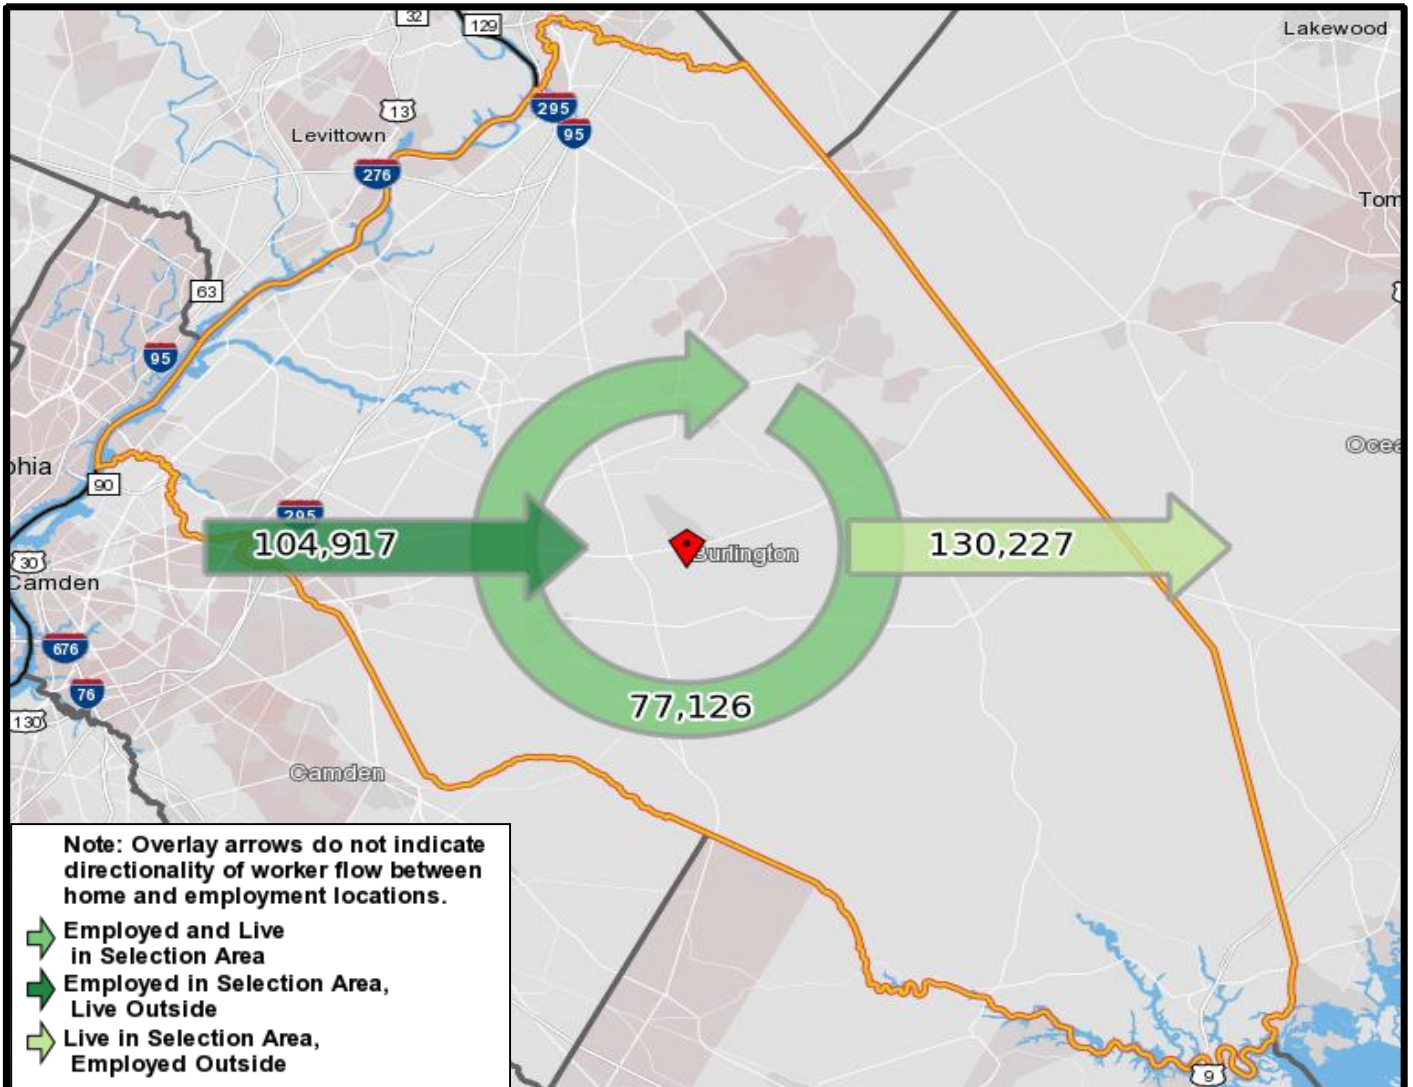 32
129
Lakewood
13
295
95
Levittown
276
Tom
63
95
Ocea
phia
90
295
104,917
130,227
Burlington
30
Camden
676
76
77,126
130
Camden
Note: Overlay arrows do not indicate
directionality of worker flow between
home and employment locations.
Employed and Live
in Selection Area
Employed in Selection Area,
Live Outside
Live in Selection Area,
Employed Outside
9